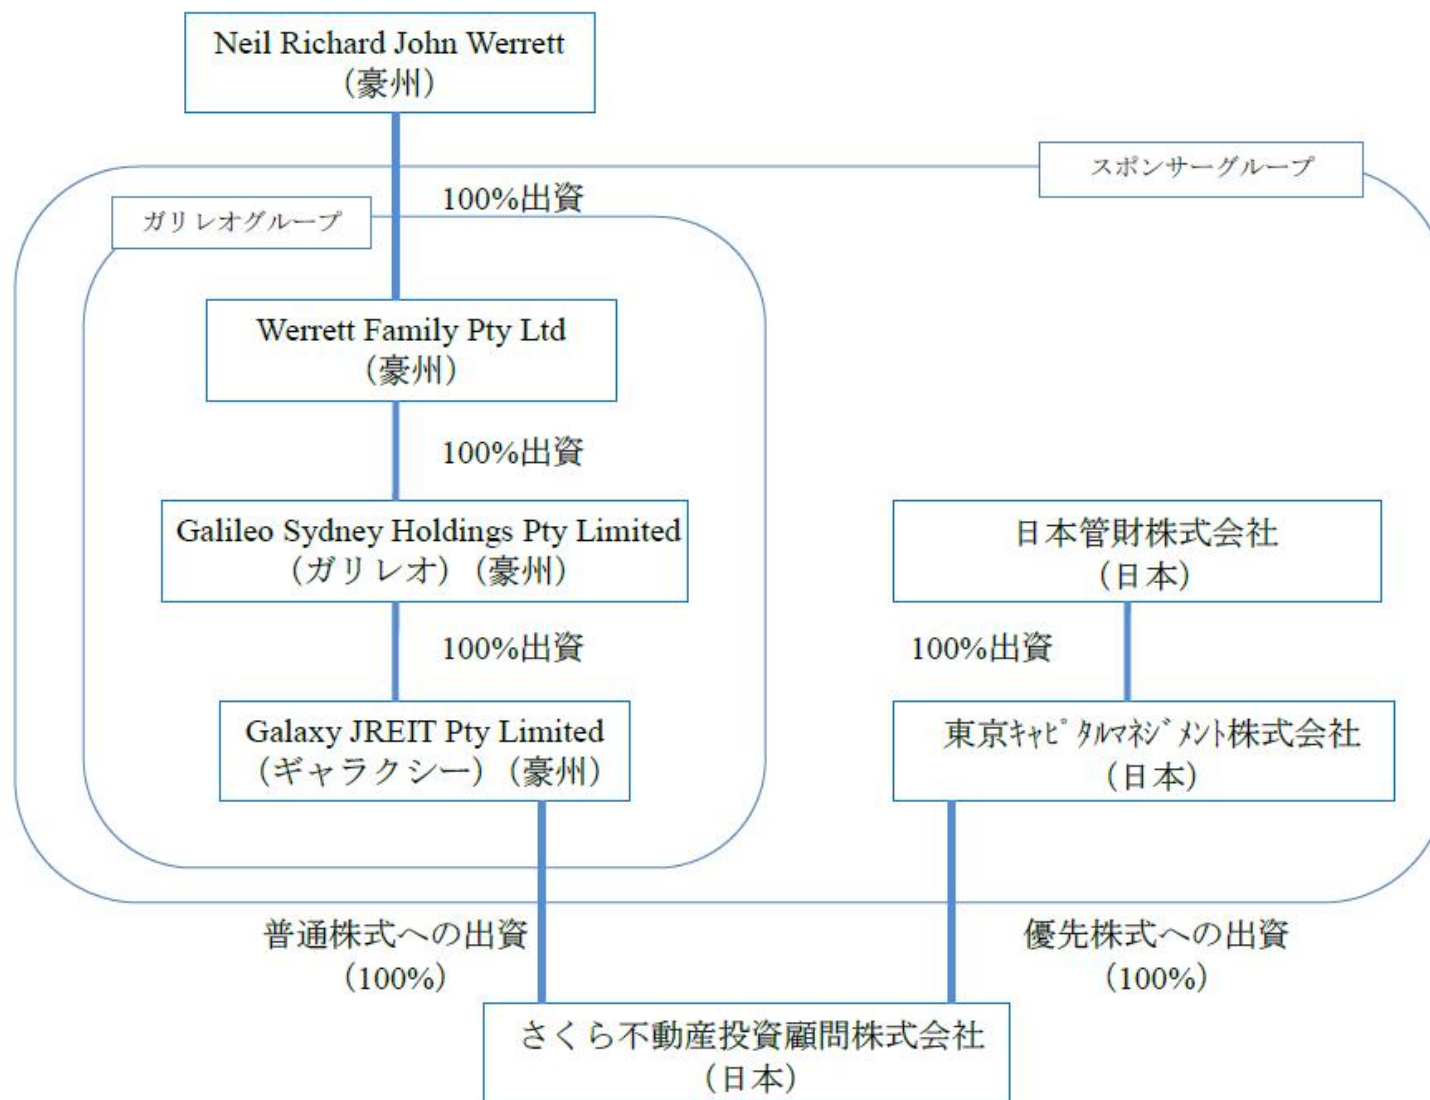 Neil Richard John Werrett
（豪州）
スポンサーグループ
100%出資
ガリレオグループ
Werrett Family Pty Ltd
（豪州）
100%出資
Galileo Sydney Holdings Pty Limited
（ガリレオ）（豪州）
日本管財株式会社
（日本）
100%出資
100%出資
Galaxy JREIT Pty Limited
（ギャラクシー）（豪州）
東京ｷｬﾋﾟﾀﾙﾏﾈｼﾞﾒﾝﾄ株式会社
（日本）
普通株式への出資
（100%）
優先株式への出資
（100%）
さくら不動産投資顧問株式会社
（日本）